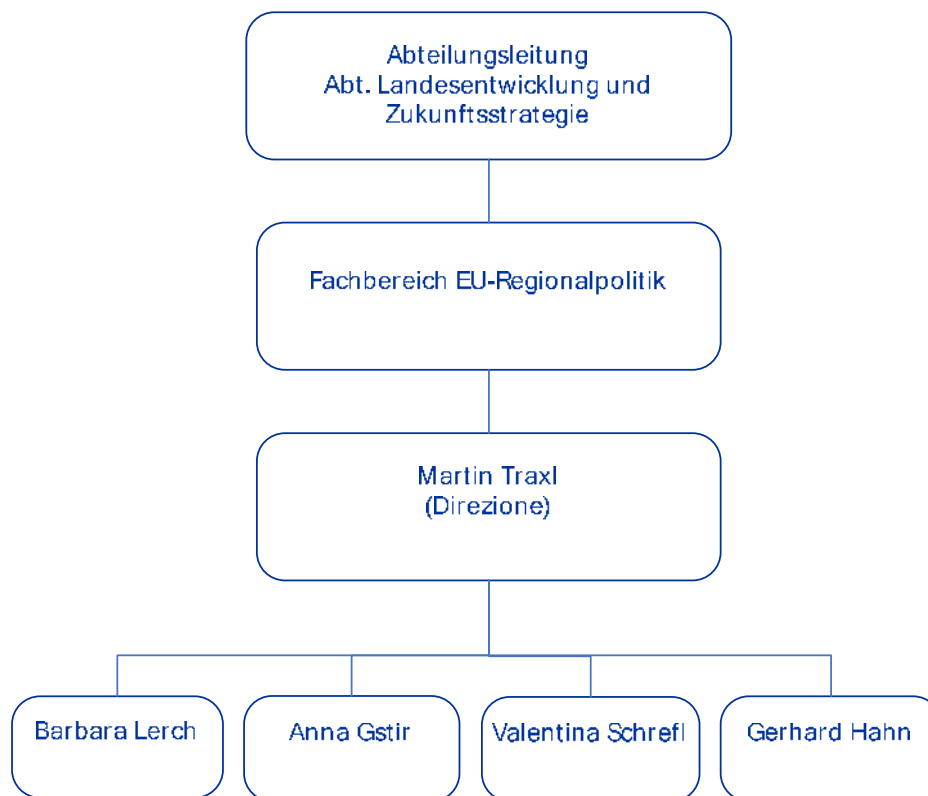 Abteilungsleitung
Abt. Landesentwicklung und
Zukunftsstrategie
Fachbereich EU-Regionalpolitik
Martin Traxl
(Direzione)
Barbara Lerch
Anna Gstir
Valentina Schrefl
Gerhard Hahn